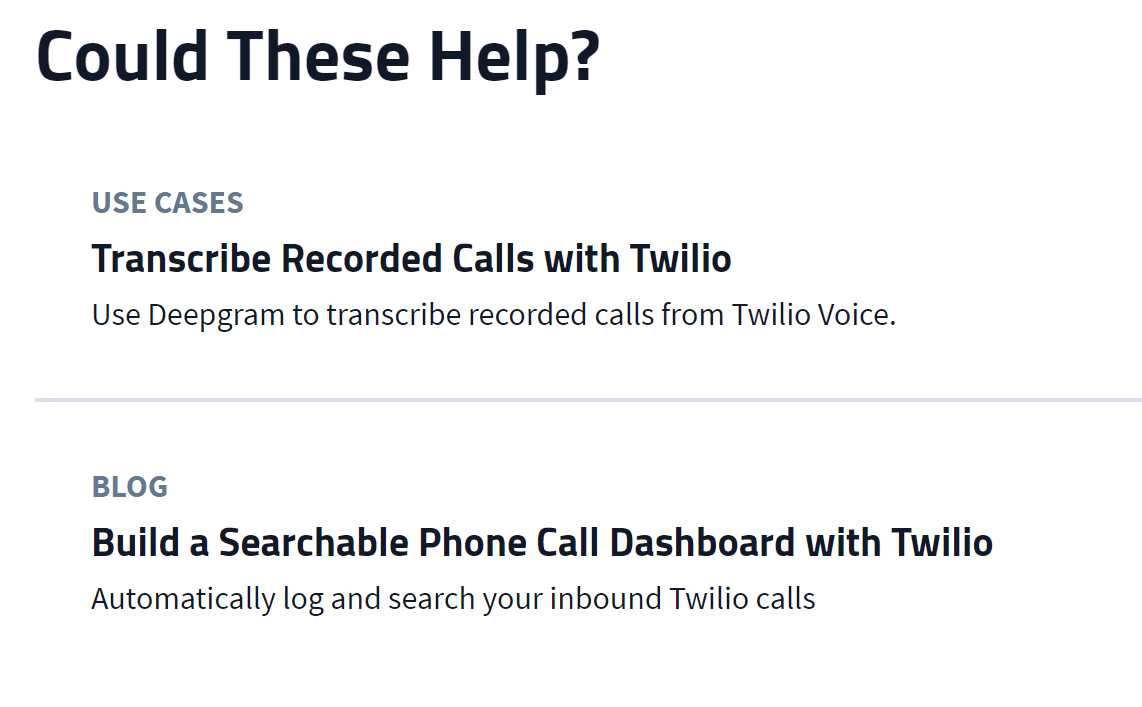 Could These Help?
USE CASES
Transcribe Recorded Calls with Twilio
Use Deepgram to transcribe recorded calls from Twilio Voice.
BLOG
Build a Searchable Phone Call Dashboard with Twilio
Automatically log and search your inbound Twilio calls